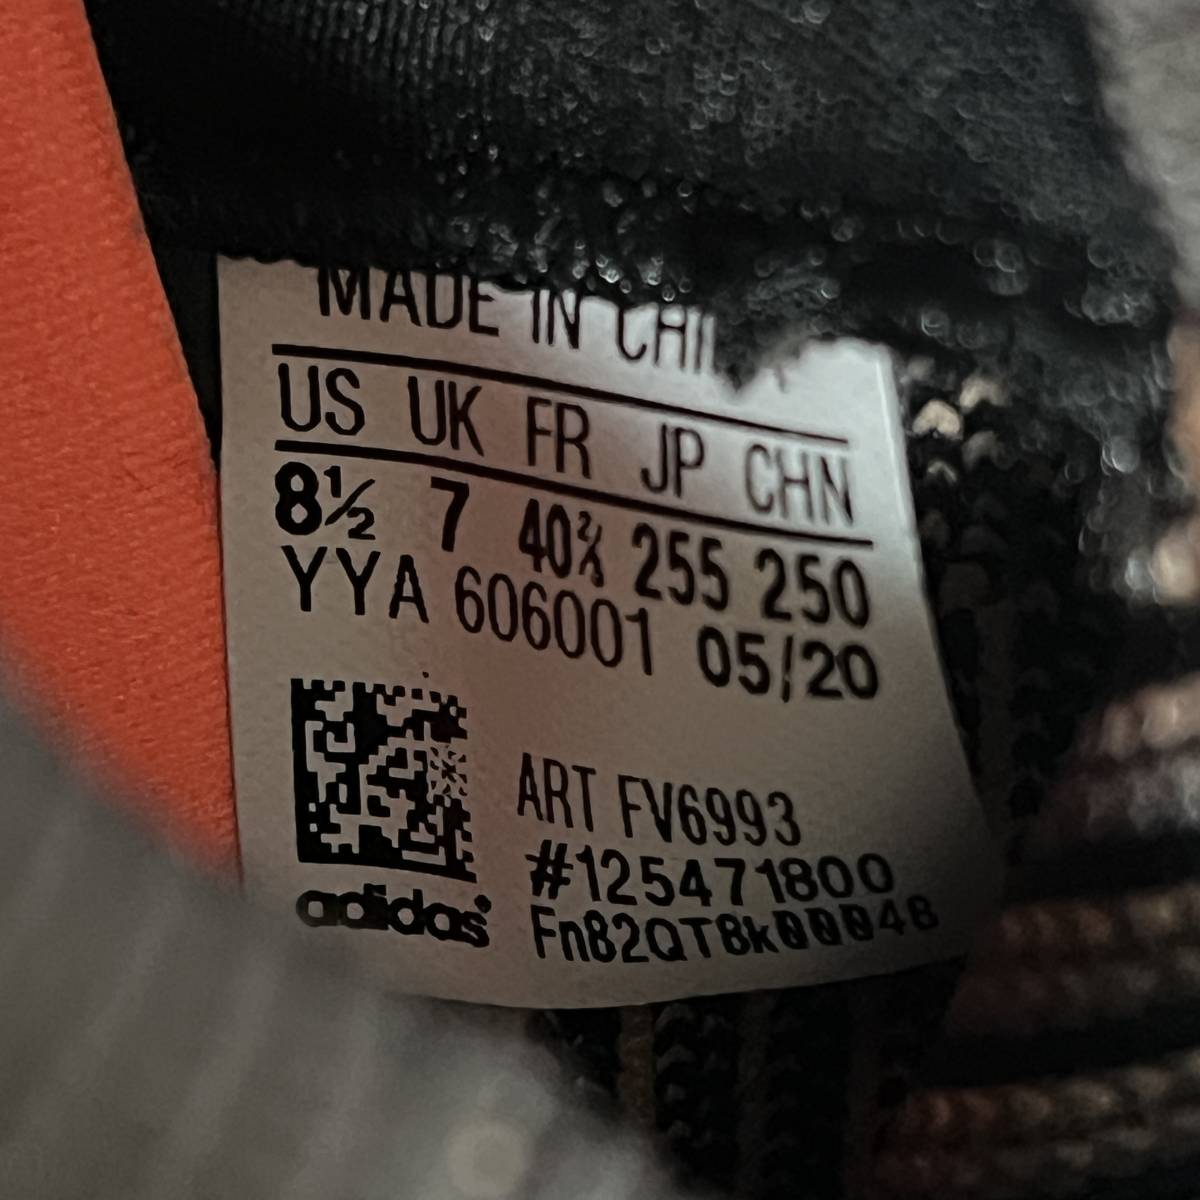 MADE IN CHINA
US UK FR JP CHN
8½ 7 40⅔ 255 250
YYA 606001 05/20
ART FV6993
#125471800
adidas
Fn82QT8k00048